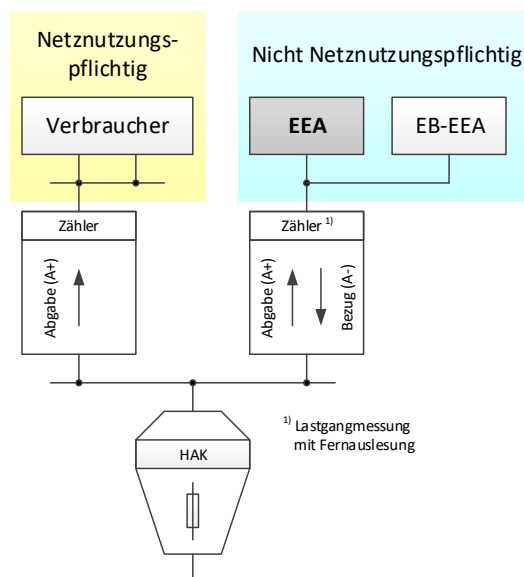 Netznutzungs-
pflichtig
Nicht Netznutzungspflichtig
Verbraucher
EEA
EB-EEA
Zähler
Zähler 1)
Abgabe (A+)
Abgabe (A+)
Bezug (A-)
1) Lastgangmessung
mit Fernauslesung
HAK